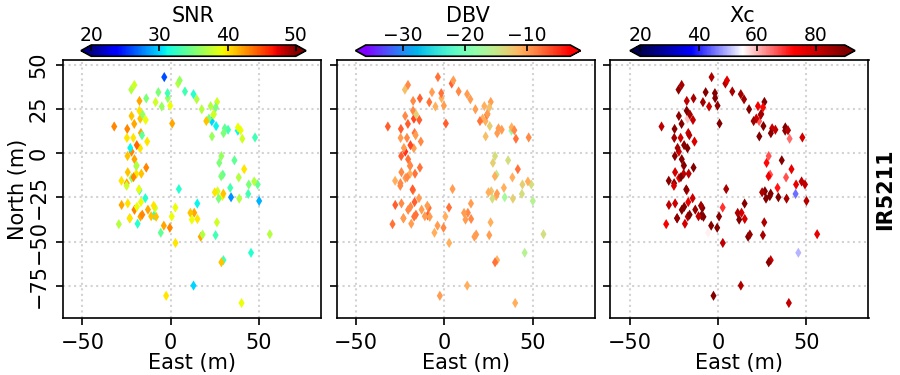 SNR DBV Xc
20 30 40 50 −30 −20 −10 20 40 60 80
50
25
0
−25
−50
−75
North (m)
IR5211
−50 0 50 −50 0 50 −50 0 50
East (m) East (m) East (m)